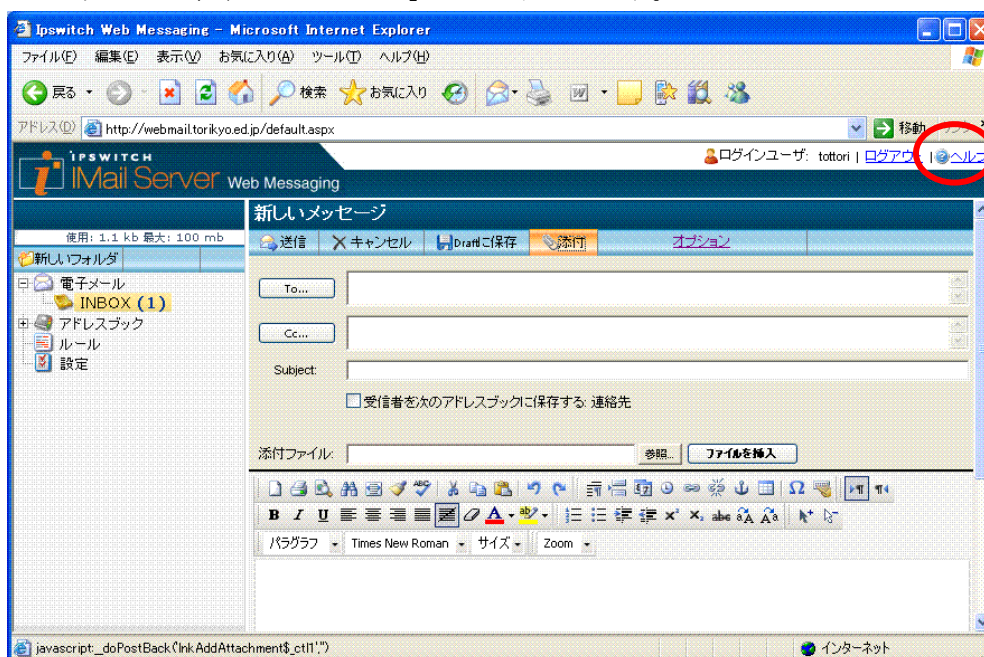 Ipswitch Web Messaging - Microsoft Internet Explorer
ファイル(F) 編集(E) 表示(V) お気に入り(A) ツール(T) ヘルプ(H)
戻る 検索 お気に入り
アドレス(D) http://webmail.torikyo.ed.jp/default.aspx 移動
IPSWITCH
IMail Server Web Messaging
ログインユーザ: tottori | ログアウト | ヘルプ
新しいメッセージ
使用: 1.1 kb 最大: 100 mb
送信 キャンセル Draftに保存 添付 オプション
新しいフォルダ
電子メール
INBOX (1)
アドレスブック
ルール
設定
To...
Cc...
Subject:
受信者を次のアドレスブックに保存する: 連絡先
添付ファイル: 参照... ファイルを挿入
B I U
パラグラフ Times New Roman サイズ Zoom
javascript:_doPostBack('lnkAddAttachment$_ctl1','') インターネット